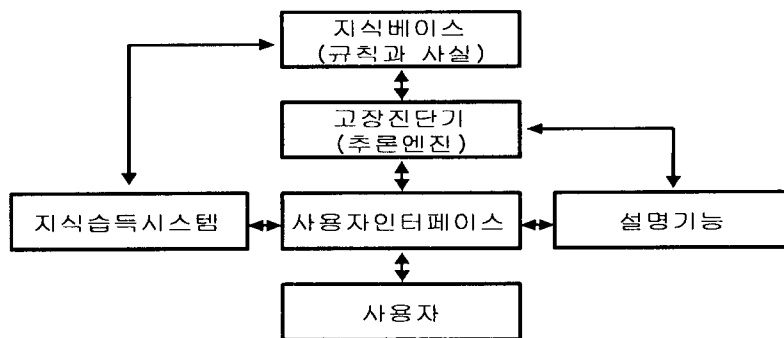 지식베이스
(규칙과 사실)
고장진단기
(추론엔진)
지식습득시스템
사용자인터페이스
설명기능
사용자